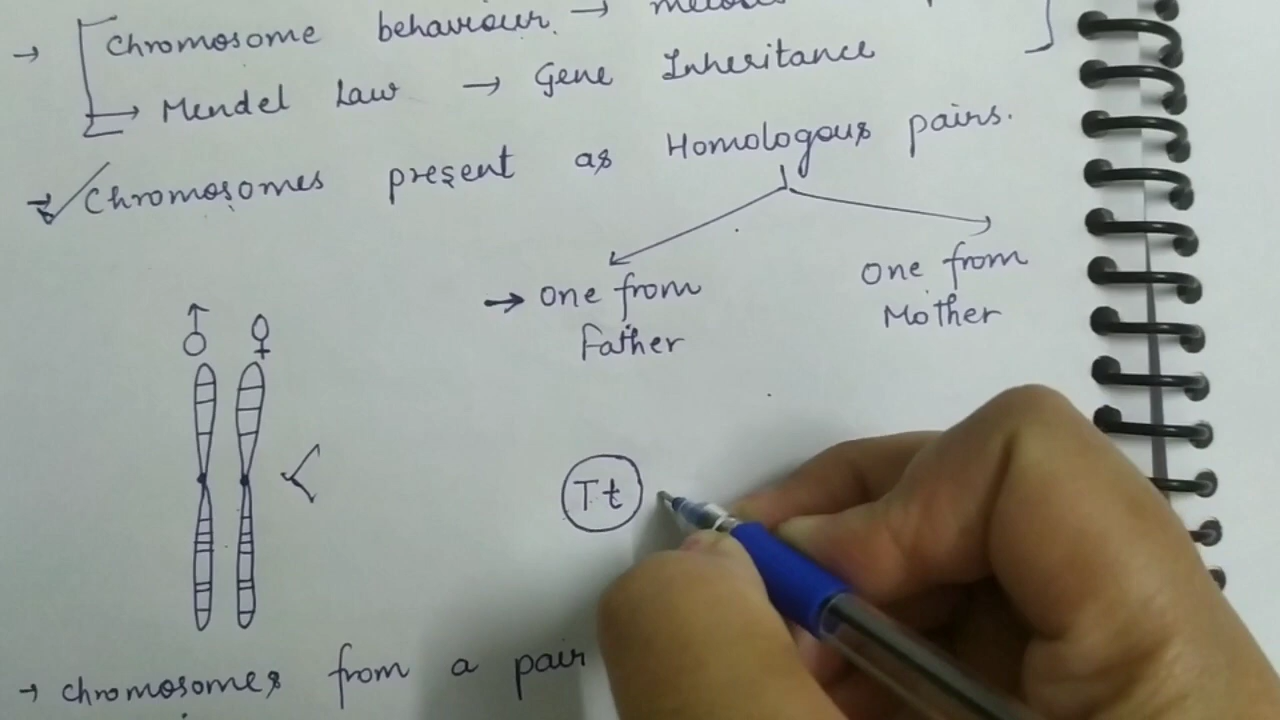 → Chromosome behaviour →
→ Mendel Law → Gene Inheritance
→ ✓ Chromosomes present as Homologous pairs.
→ One from Father
One from Mother
♂ ♀
Tt
→ chromosomes from a pair